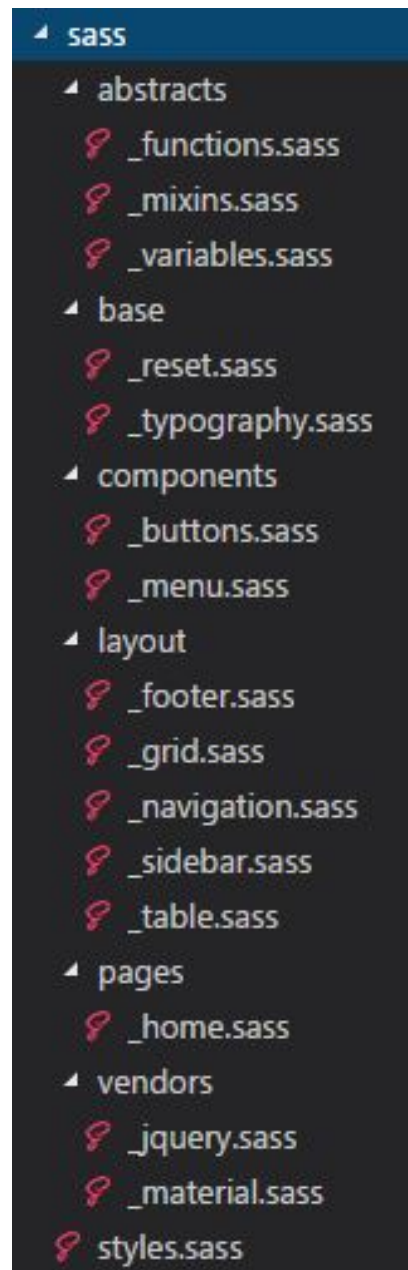 sass
abstracts
_functions.sass
_mixins.sass
_variables.sass
base
_reset.sass
_typography.sass
components
_buttons.sass
_menu.sass
layout
_footer.sass
_grid.sass
_navigation.sass
_sidebar.sass
_table.sass
pages
_home.sass
vendors
_jquery.sass
_material.sass
styles.sass